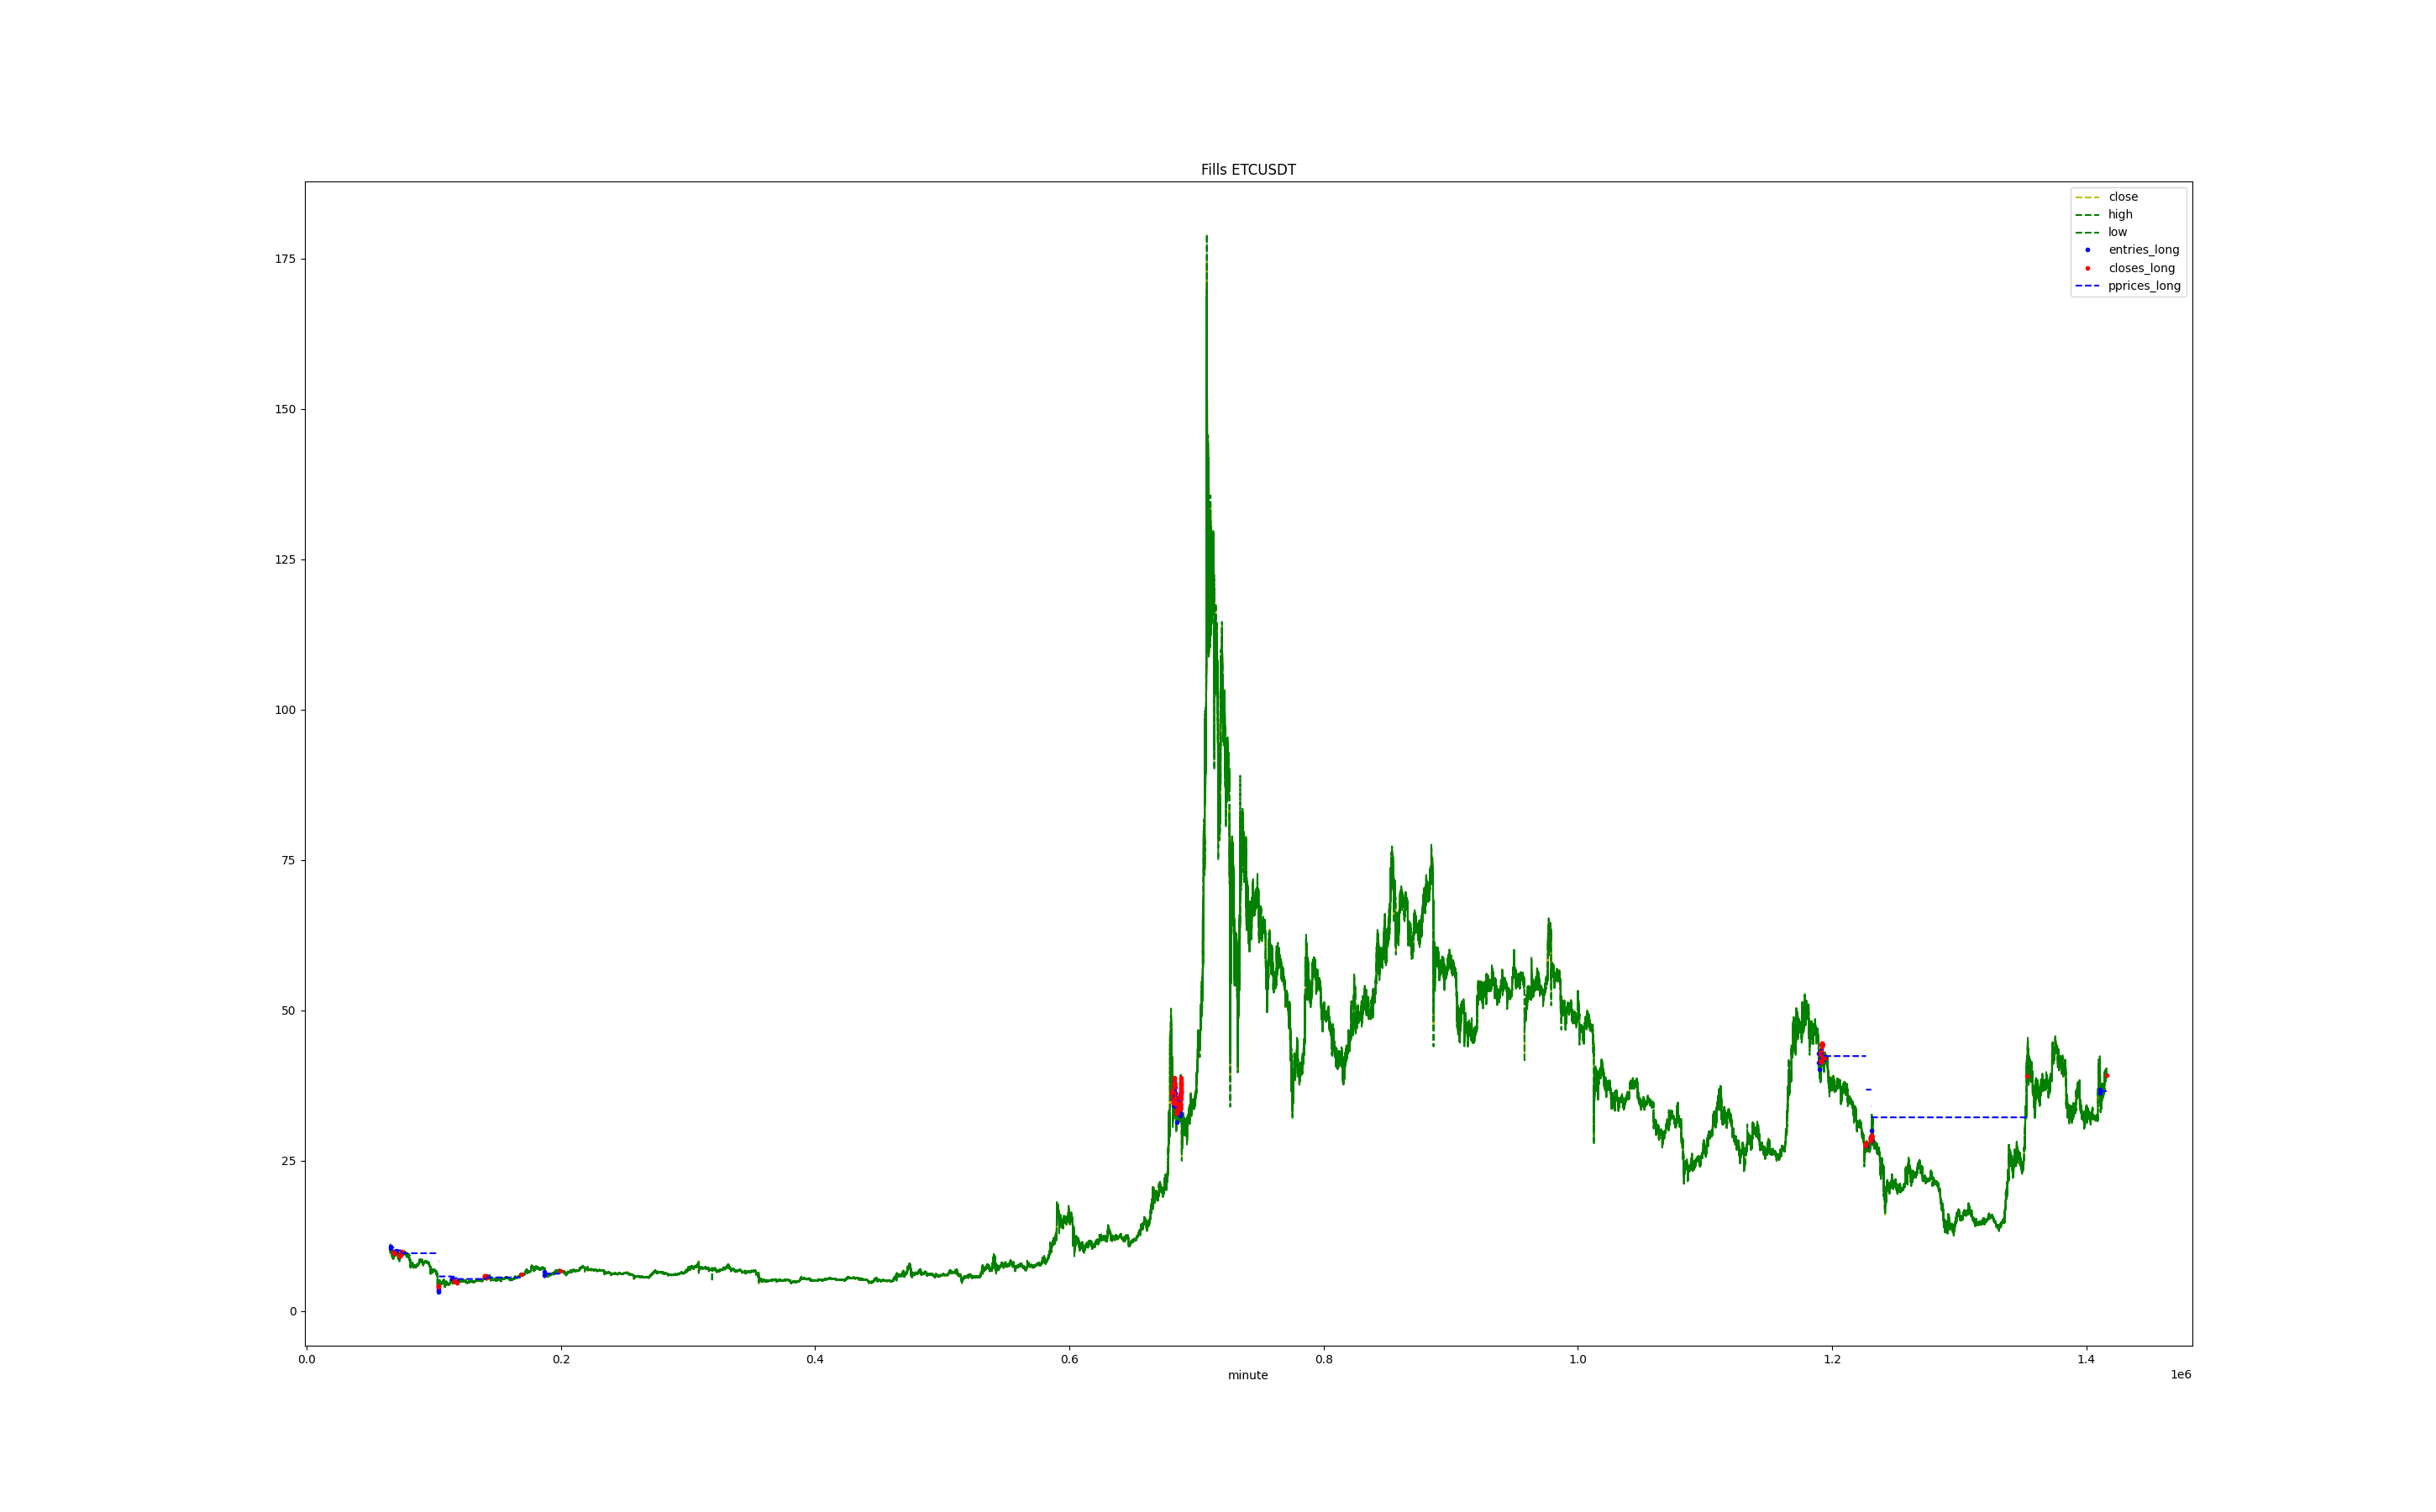 Fills ETCUSDT
close
high
low
entries_long
closes_long
pprices_long
175
150
125
100
75
50
25
0
0.0 0.2 0.4 0.6 0.8 1.0 1.2 1.4
1e6
minute